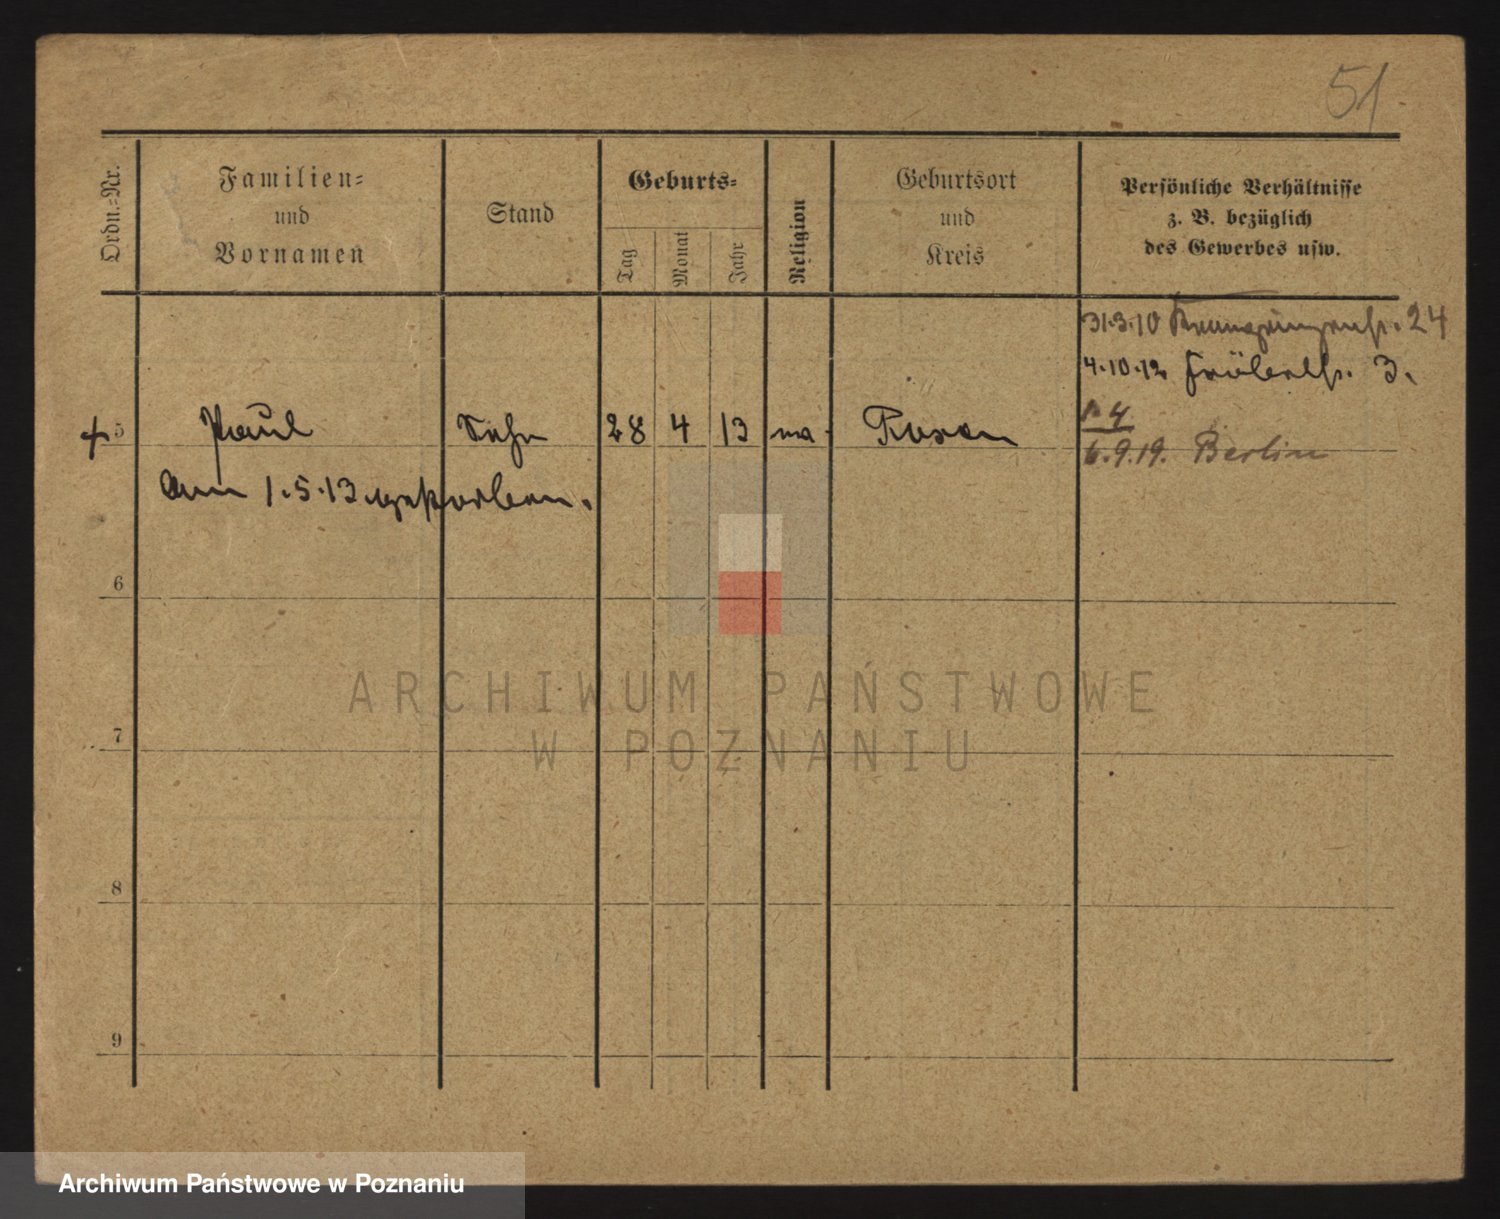 51
Ordn.-Nr.
Familien-
und
Vornamen
Stand
Geburts-
Tag
Monat
Jahr
Religion
Geburtsort
und
Kreis
Persönliche Verhältnisse
z. B. bezüglich
des Gewerbes usw.
31.3.10 24
4.10.12 Fröbelstr. 3.
5 Paul Sohn 28 4 13 Posen
6.9.19. Berlin
am 1.5.13 gestorben.
6
7
8
9
ARCHIWUM PAŃSTWOWE
W POZNANIU
Archiwum Państwowe w Poznaniu